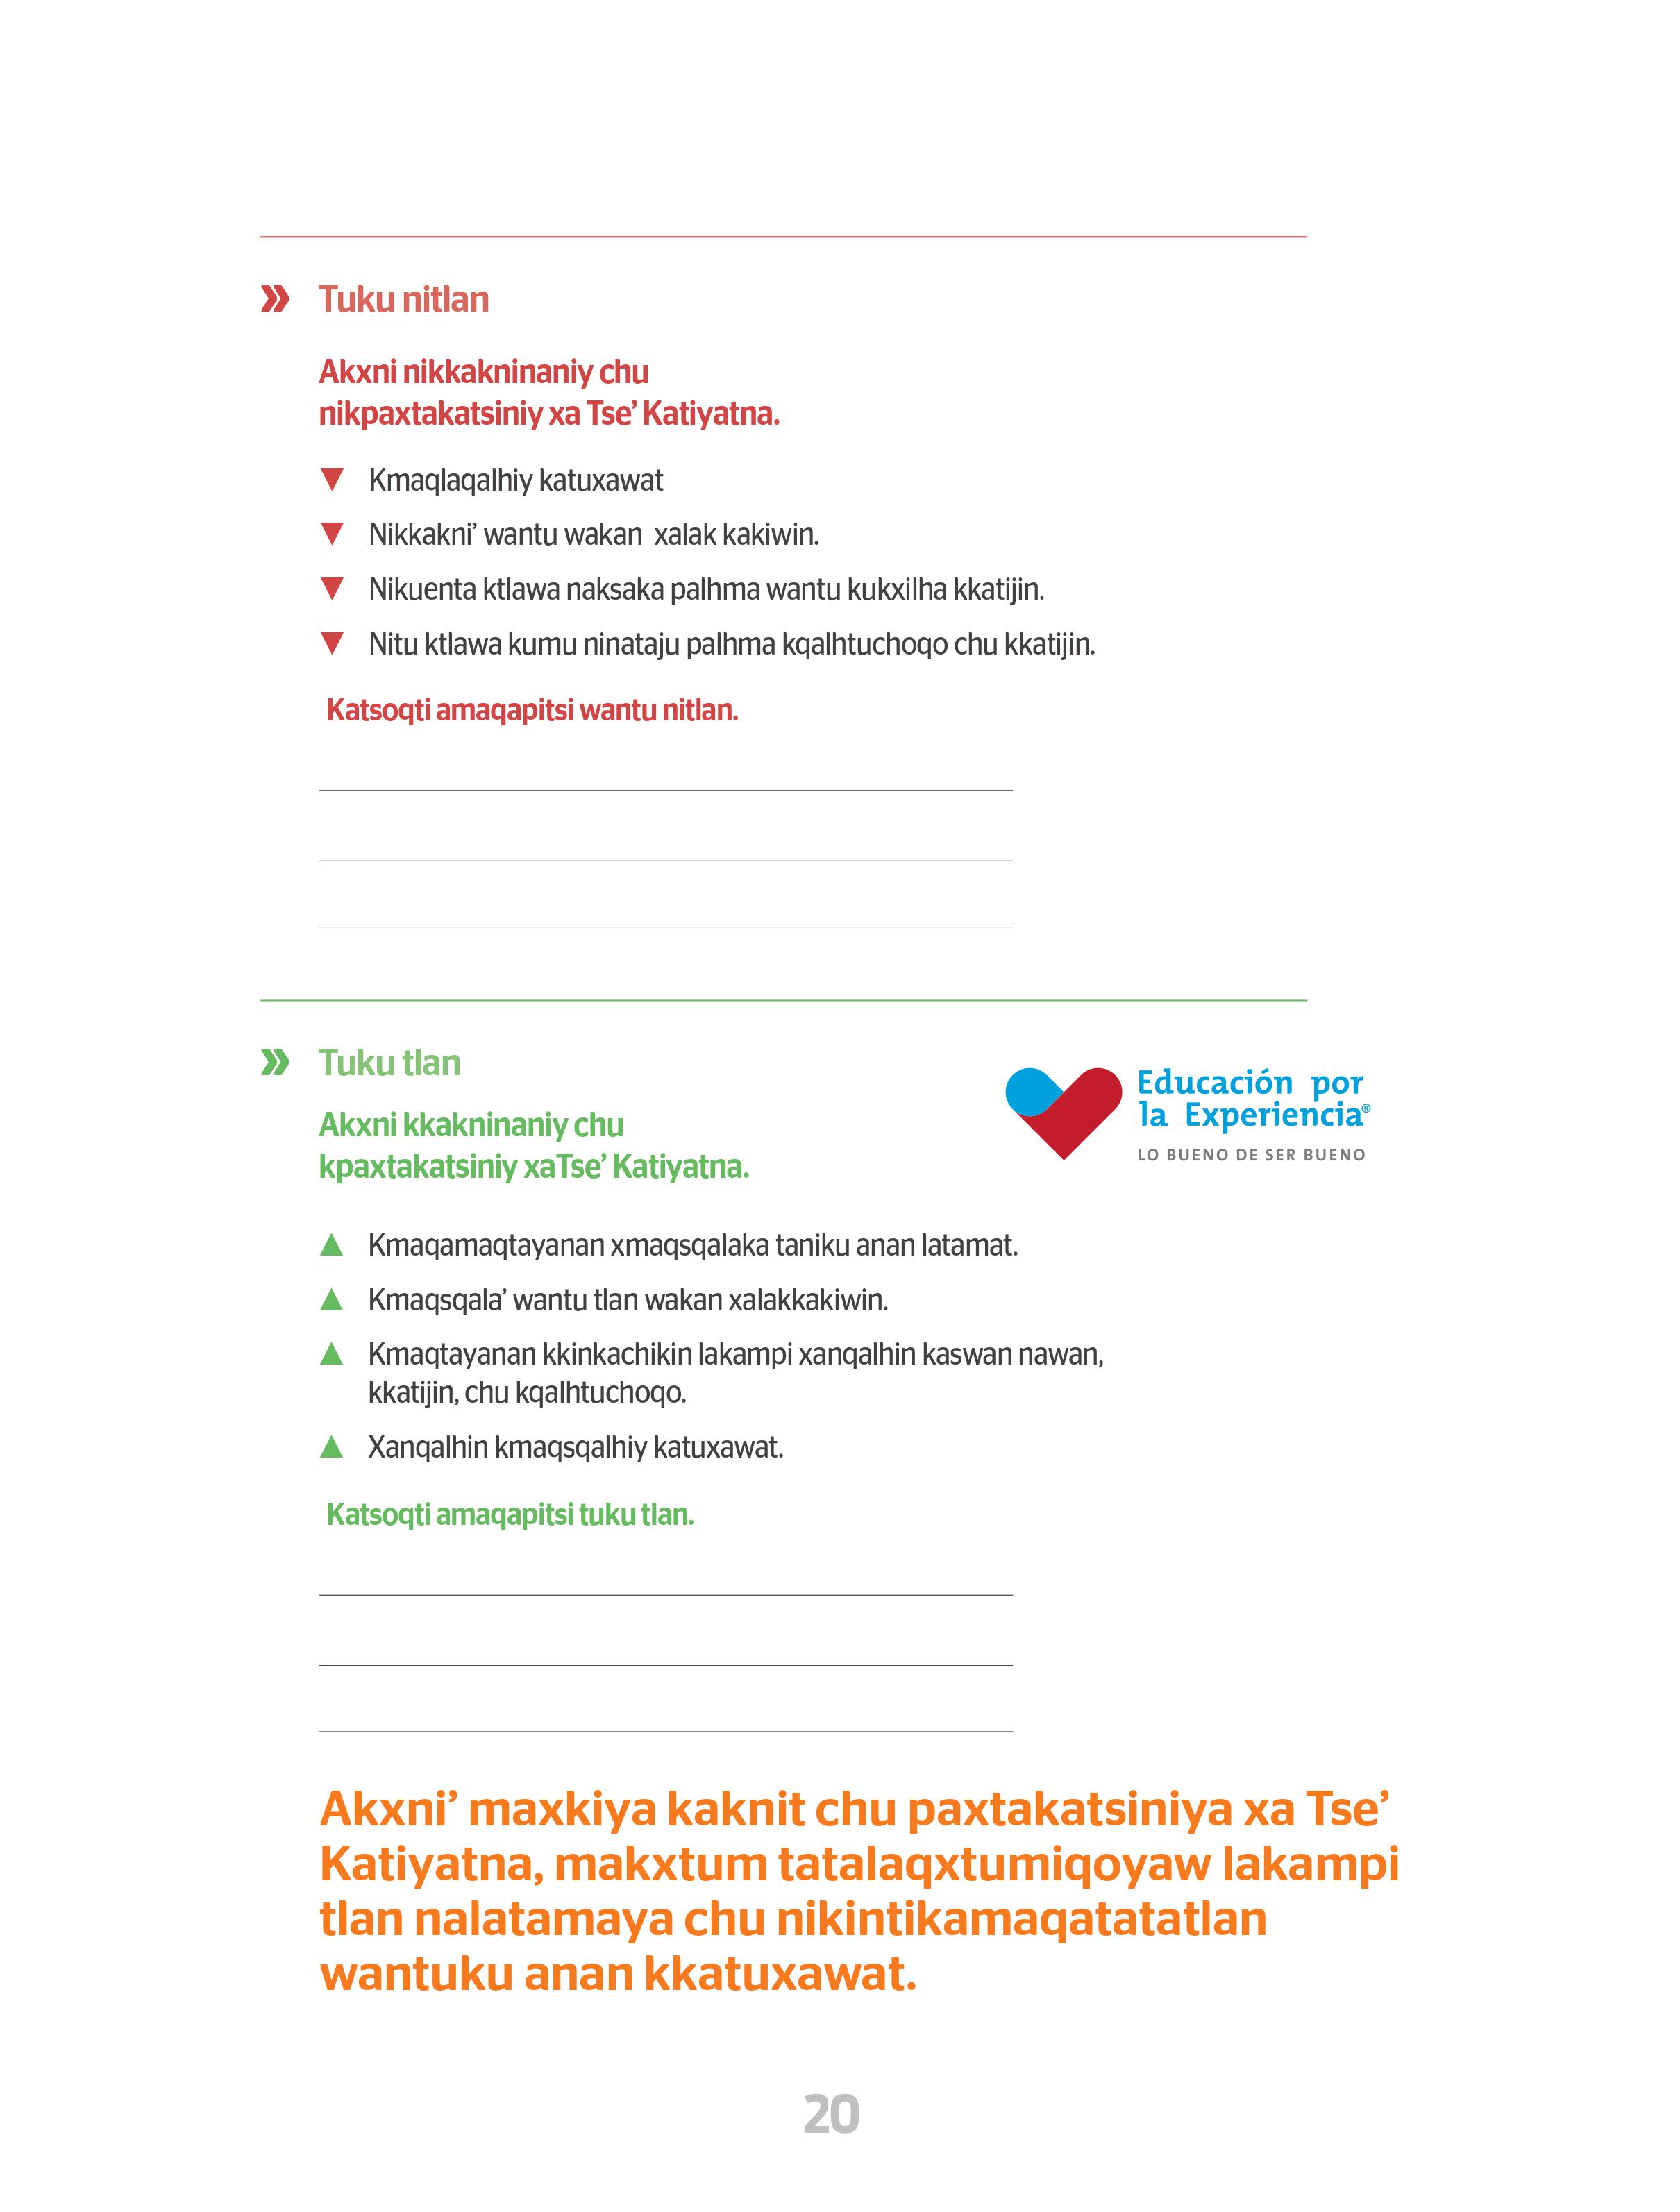 Tuku nitlan
Akxni nikkakninaniy chu
nikpaxtakatsiniy xa Tse’ Katiyatna.
Kmaqlaqalhiy katuxawat
Nikkakni’ wantu wakan  xalak kakiwin.
Nikuenta ktlawa naksaka palhma wantu kukxilha kkatijin.
Nitu ktlawa kumu ninataju palhma kqalhtuchoqo chu kkatijin.
Katsoqti amaqapitsi wantu nitlan.
Tuku tlan
Akxni kkakninaniy chu
kpaxtakatsiniy xaTse’ Katiyatna.
Educación por
la Experiencia®
LO BUENO DE SER BUENO
Kmaqamaqtayanan xmaqsqalaka taniku anan latamat.
Kmaqsqala’ wantu tlan wakan xalakkakiwin.
Kmaqtayanan kkinkachikin lakampi xanqalhin kaswan nawan,
kkatijin, chu kqalhtuchoqo.
Xanqalhin kmaqsqalhiy katuxawat.
Katsoqti amaqapitsi tuku tlan.
Akxni’ maxkiya kaknit chu paxtakatsiniya xa Tse’
Katiyatna, makxtum tatalaqxtumiqoyaw lakampi
tlan nalatamaya chu nikintikamaqatatatlan
wantuku anan kkatuxawat.
20